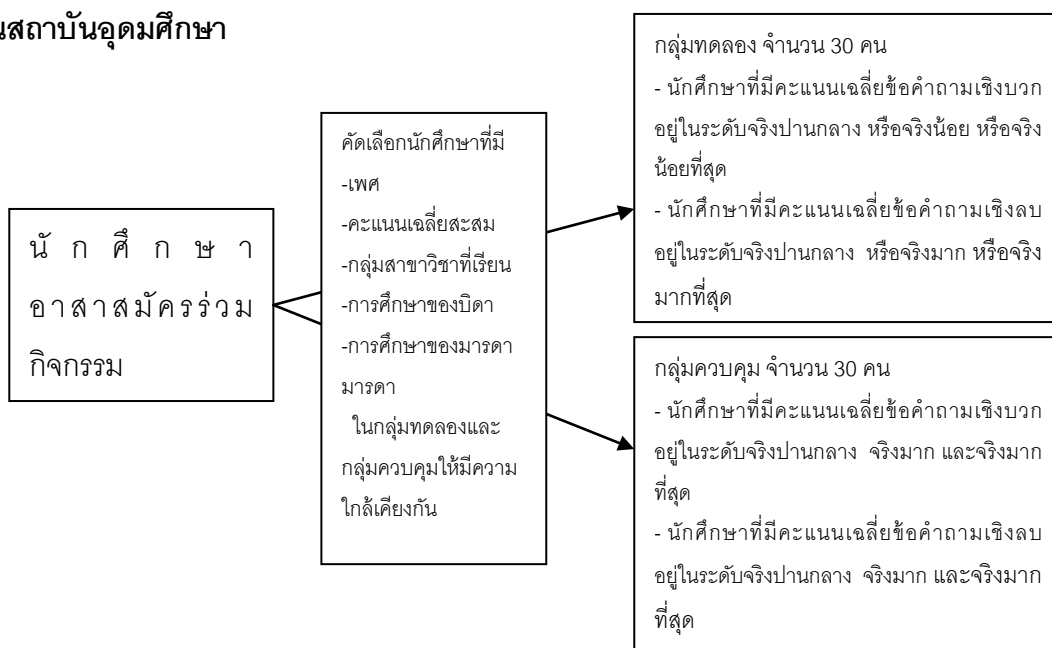 นสถาบันอุดมศึกษา
นักศึกษา
อาสาสมัครร่วม
กิจกรรม
คัดเลือกนักศึกษาที่มี
-เพศ
-คะแนนเฉลี่ยสะสม
-กลุ่มสาขาวิชาที่เรียน
-การศึกษาของบิดา
-การศึกษาของมารดา
มารดา
ในกลุ่มทดลองและ
กลุ่มควบคุมให้มีความ
ใกล้เคียงกัน
กลุ่มทดลอง จำนวน 30 คน
- นักศึกษาที่มีคะแนนเฉลี่ยข้อคำถามเชิงบวก
อยู่ในระดับจริงปานกลาง หรือจริงน้อย หรือจริง
น้อยที่สุด
- นักศึกษาที่มีคะแนนเฉลี่ยข้อคำถามเชิงลบ
อยู่ในระดับจริงปานกลาง หรือจริงมาก หรือจริง
มากที่สุด
กลุ่มควบคุม จำนวน 30 คน
- นักศึกษาที่มีคะแนนเฉลี่ยข้อคำถามเชิงบวก
อยู่ในระดับจริงปานกลาง จริงมาก และจริงมาก
ที่สุด
- นักศึกษาที่มีคะแนนเฉลี่ยข้อคำถามเชิงลบ
อยู่ในระดับจริงปานกลาง จริงมาก และจริงมาก
ที่สุด